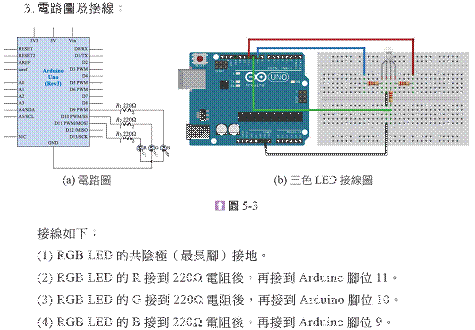 3. 電路圖及接線：
3V3 5V Vin
RESET
RESET2
AREF
A0
A1
A2
A3
A4/SDA
A5/SCL
N/C
GND
Arduino
Uno
(Rev3)
D0/RX
D1/TX
D2
D3 PWM
D4
D5 PWM
D6 PWM
D7
D8
D9 PWM
D10 PWM/SS
D11 PWM/MOSI
D12/MISO
D13/SCK
R₁ 220Ω
R₂ 220Ω
R₃ 220Ω
UNO
(a) 電路圖
(b) 三色 LED 接線圖
圖 5-3
接線如下：
(1) RGB LED 的共陰極（最長腳）接地。
(2) RGB LED 的 R 接到 220Ω 電阻後，再接到 Arduino 腳位 11。
(3) RGB LED 的 G 接到 220Ω 電阻後，再接到 Arduino 腳位 10。
(4) RGB LED 的 B 接到 220Ω 電阻後，再接到 Arduino 腳位 9。